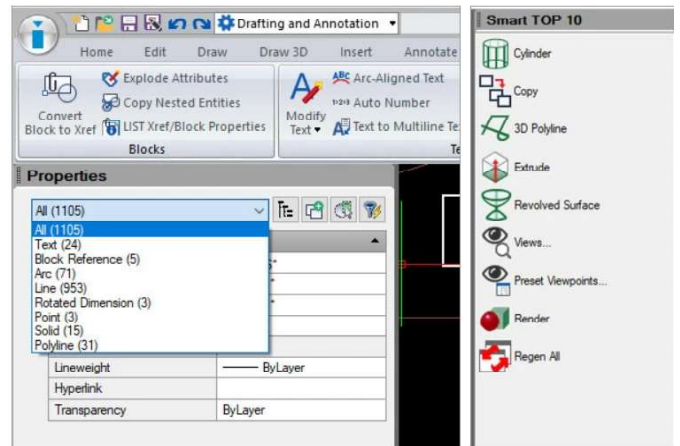 Drafting and Annotation
Home Edit Draw Draw 3D Insert Annotate
Convert
Block to Xref
Explode Attributes
Copy Nested Entities
LIST Xref/Block Properties
Blocks
Modify
Text
ABC Arc-Aligned Text
Auto Number
Text to Multiline Te
Te
Properties
All (1105)
All (1105)
Text (24)
Block Reference (5)
Arc (71)
Line (953)
Rotated Dimension (3)
Point (3)
Solid (15)
Polyline (31)
Lineweight ByLayer
Hyperlink
Transparency ByLayer
Smart TOP 10
Cylinder
Copy
3D Polyline
Extrude
Revolved Surface
Views...
Preset Viewpoints...
Render
Regen All